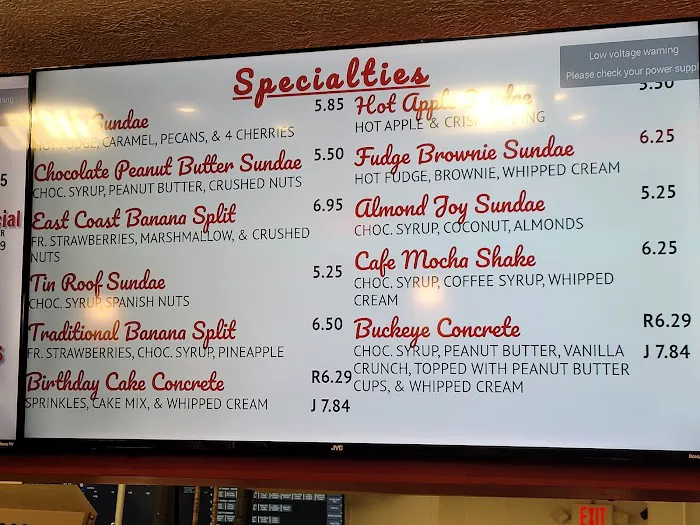 Specialties
Sundae 5.85
FUDGE, CARAMEL, PECANS, & 4 CHERRIES
Chocolate Peanut Butter Sundae 5.50
CHOC. SYRUP, PEANUT BUTTER, CRUSHED NUTS
East Coast Banana Split 6.95
FR. STRAWBERRIES, MARSHMALLOW, & CRUSHED
NUTS
Tin Roof Sundae 5.25
CHOC. SYRUP, SPANISH NUTS
Traditional Banana Split 6.50
FR. STRAWBERRIES, CHOC. SYRUP, PINEAPPLE
Birthday Cake Concrete R6.29
SPRINKLES, CAKE MIX, & WHIPPED CREAM J 7.84
Hot Apple Sundae 5.50
HOT APPLE & CRISP
Fudge Brownie Sundae 6.25
HOT FUDGE, BROWNIE, WHIPPED CREAM
Almond Joy Sundae 5.25
CHOC. SYRUP, COCONUT, ALMONDS
Cafe Mocha Shake 6.25
CHOC. SYRUP, COFFEE SYRUP, WHIPPED
CREAM
Buckeye Concrete R6.29
CHOC. SYRUP, PEANUT BUTTER, VANILLA J 7.84
CRUNCH, TOPPED WITH PEANUT BUTTER
CUPS, & WHIPPED CREAM
Low voltage warning
Please check your power suppl
JVC
EXIT